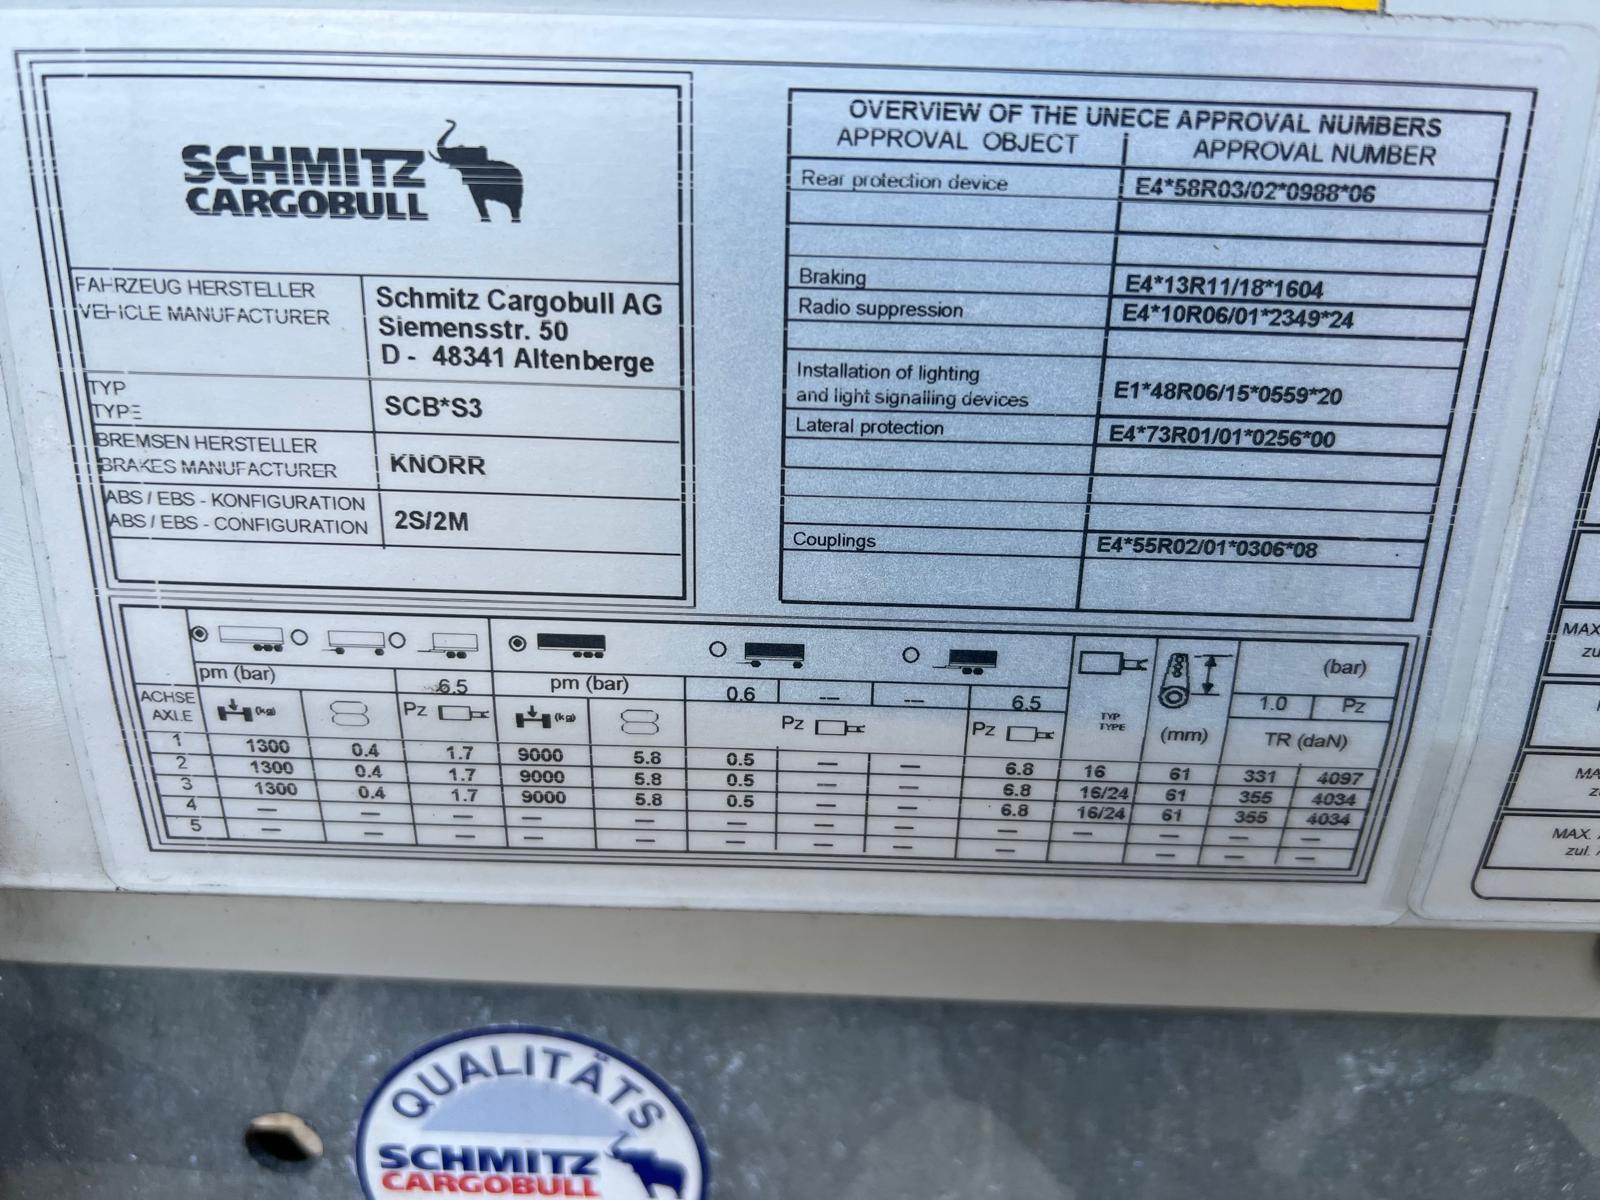 SCHMITZ
CARGOBULL
FAHRZEUG HERSTELLER
VEHICLE MANUFACTURER
Schmitz Cargobull AG
Siemensstr. 50
D - 48341 Altenberge
TYP
TYPE
SCB*S3
BREMSEN HERSTELLER
BRAKES MANUFACTURER
KNORR
ABS / EBS - KONFIGURATION
ABS / EBS - CONFIGURATION
2S/2M
OVERVIEW OF THE UNECE APPROVAL NUMBERS
APPROVAL OBJECT APPROVAL NUMBER
Rear protection device E4*58R03/02*0988*06
Braking E4*13R11/18*1604
Radio suppression E4*10R06/01*2349*24
Installation of lighting
and light signalling devices E1*48R06/15*0559*20
Lateral protection E4*73R01/01*0256*00
Couplings E4*55R02/01*0306*08
pm (bar) 6.5 pm (bar) 0.6 --- --- 6.5 (bar)
1.0 Pz
ACHSE
AXLE (kg) Pz (kg) Pz Pz TYP
TYPE (mm) TR (daN)
1 1300 0.4 1.7 9000 5.8 0.5 — — 6.8 16 61 331 4097
2 1300 0.4 1.7 9000 5.8 0.5 — — 6.8 16/24 61 355 4034
3 1300 0.4 1.7 9000 5.8 0.5 — — 6.8 16/24 61 355 4034
4 — — — — — — — — — — — — —
5 — — — — — — — — — — — — —
MAX
zu
MA
z
MAX.
zul.
QUALITÄTS
SCHMITZ
CARGOBULL